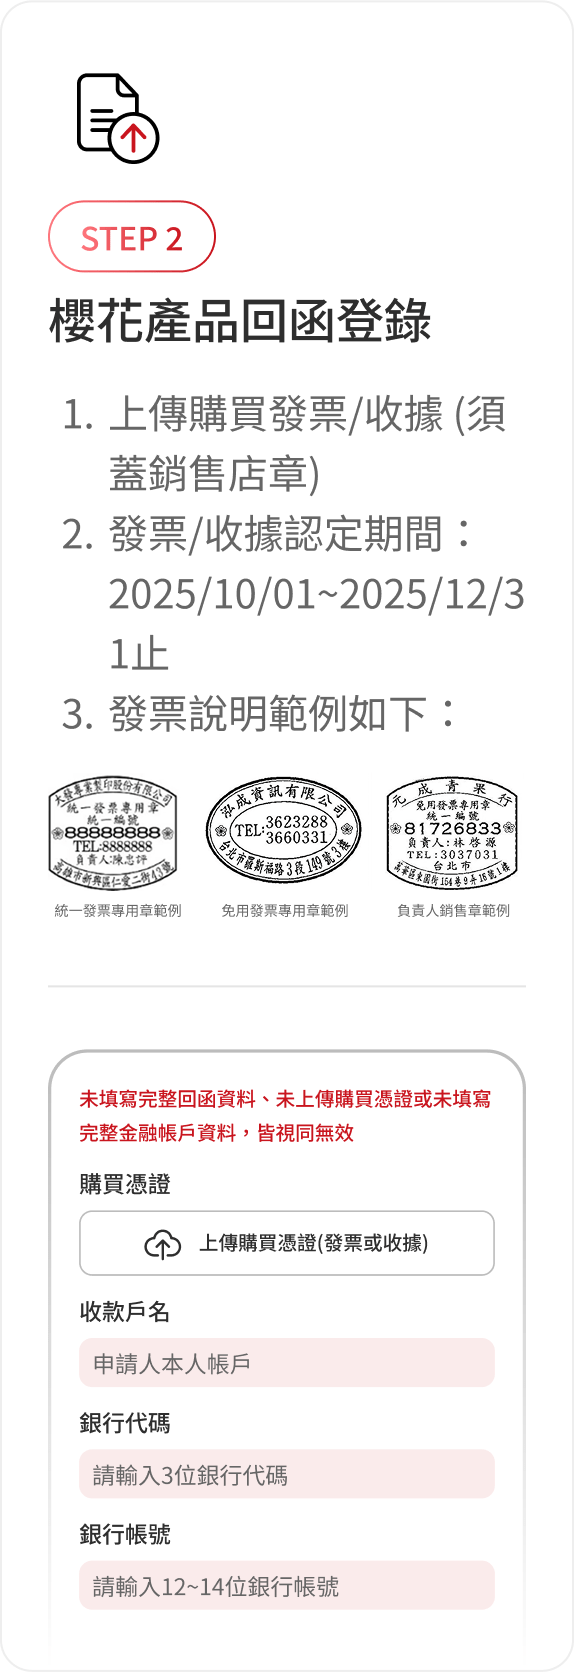 STEP 2
櫻花產品回函登錄
1. 上傳購買發票/收據 (須
蓋銷售店章)
2. 發票/收據認定期間：
2025/10/01~2025/12/3
1止
3. 發票說明範例如下：
大發事業製印股份有限公司
統一發票專用章
統一編號
88888888
TEL:8888888
負責人:陳忠評
高雄市新興區仁愛二街43號
泓成資訊有限公司
TEL:3623288
3660331
台北市羅斯福路3段149號3樓
元成青果行
免用發票專用章
統一編號
81726833
負責人:林啓源
TEL:3037031
台北市
萬華區東園街154巷9弄16號1樓
統一發票專用章範例
免用發票專用章範例
負責人銷售章範例
未填寫完整回函資料、未上傳購買憑證或未填寫
完整金融帳戶資料，皆視同無效
購買憑證
上傳購買憑證(發票或收據)
收款戶名
申請人本人帳戶
銀行代碼
請輸入3位銀行代碼
銀行帳號
請輸入12~14位銀行帳號